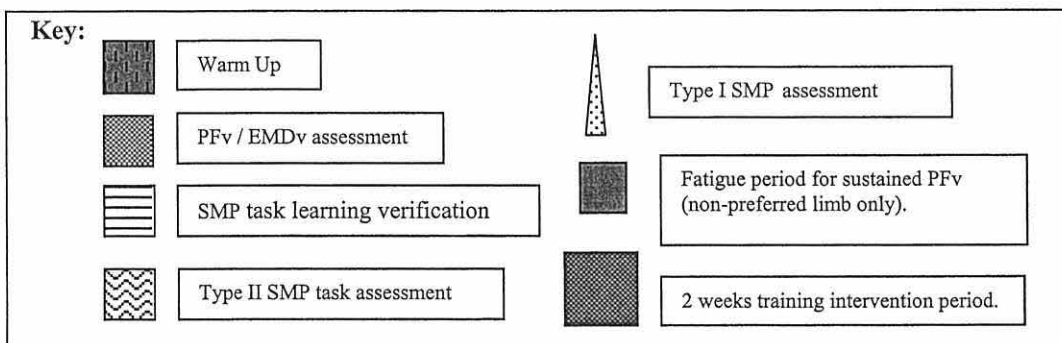 Key:
Warm Up
PFv / EMDv assessment
SMP task learning verification
Type II SMP task assessment
Type I SMP assessment
Fatigue period for sustained PFv
(non-preferred limb only).
2 weeks training intervention period.